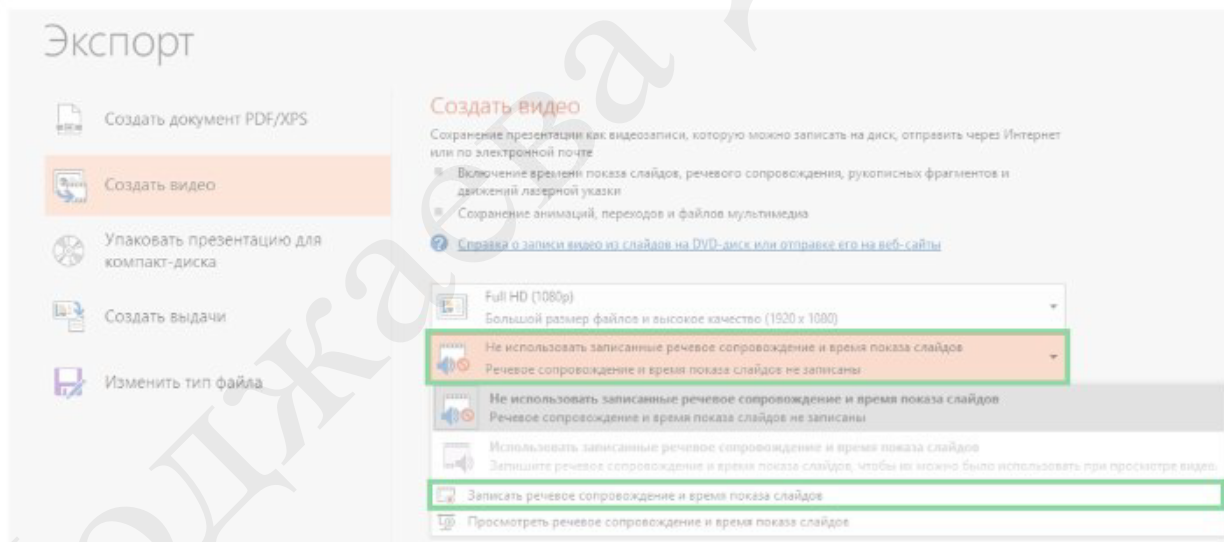 Экспорт
Создать документ PDF/XPS
Создать видео
Упаковать презентацию для
компакт-диска
Создать выдачи
Изменить тип файла
Создать видео
Сохранение презентации как видеозаписи, которую можно записать на диск, отправить через Интернет
или по электронной почте
Включение времени показа слайдов, речевого сопровождения, рукописных фрагментов и
движений лазерной указки
Сохранение анимаций, переходов и файлов мультимедиа
Справка о записи видео из слайдов на DVD-диск или отправке его на веб-сайты
Full HD (1080p)
Большой размер файлов и высокое качество (1920 x 1080)
Не использовать записанные речевое сопровождение и время показа слайдов
Речевое сопровождение и время показа слайдов не записаны
Не использовать записанные речевое сопровождение и время показа слайдов
Речевое сопровождение и время показа слайдов не записаны
Использовать записанные речевое сопровождение и время показа слайдов
Запишите речевое сопровождение и время показа слайдов, чтобы их можно было использовать при просмотре видео.
Записать речевое сопровождение и время показа слайдов
Просмотреть речевое сопровождение и время показа слайдов